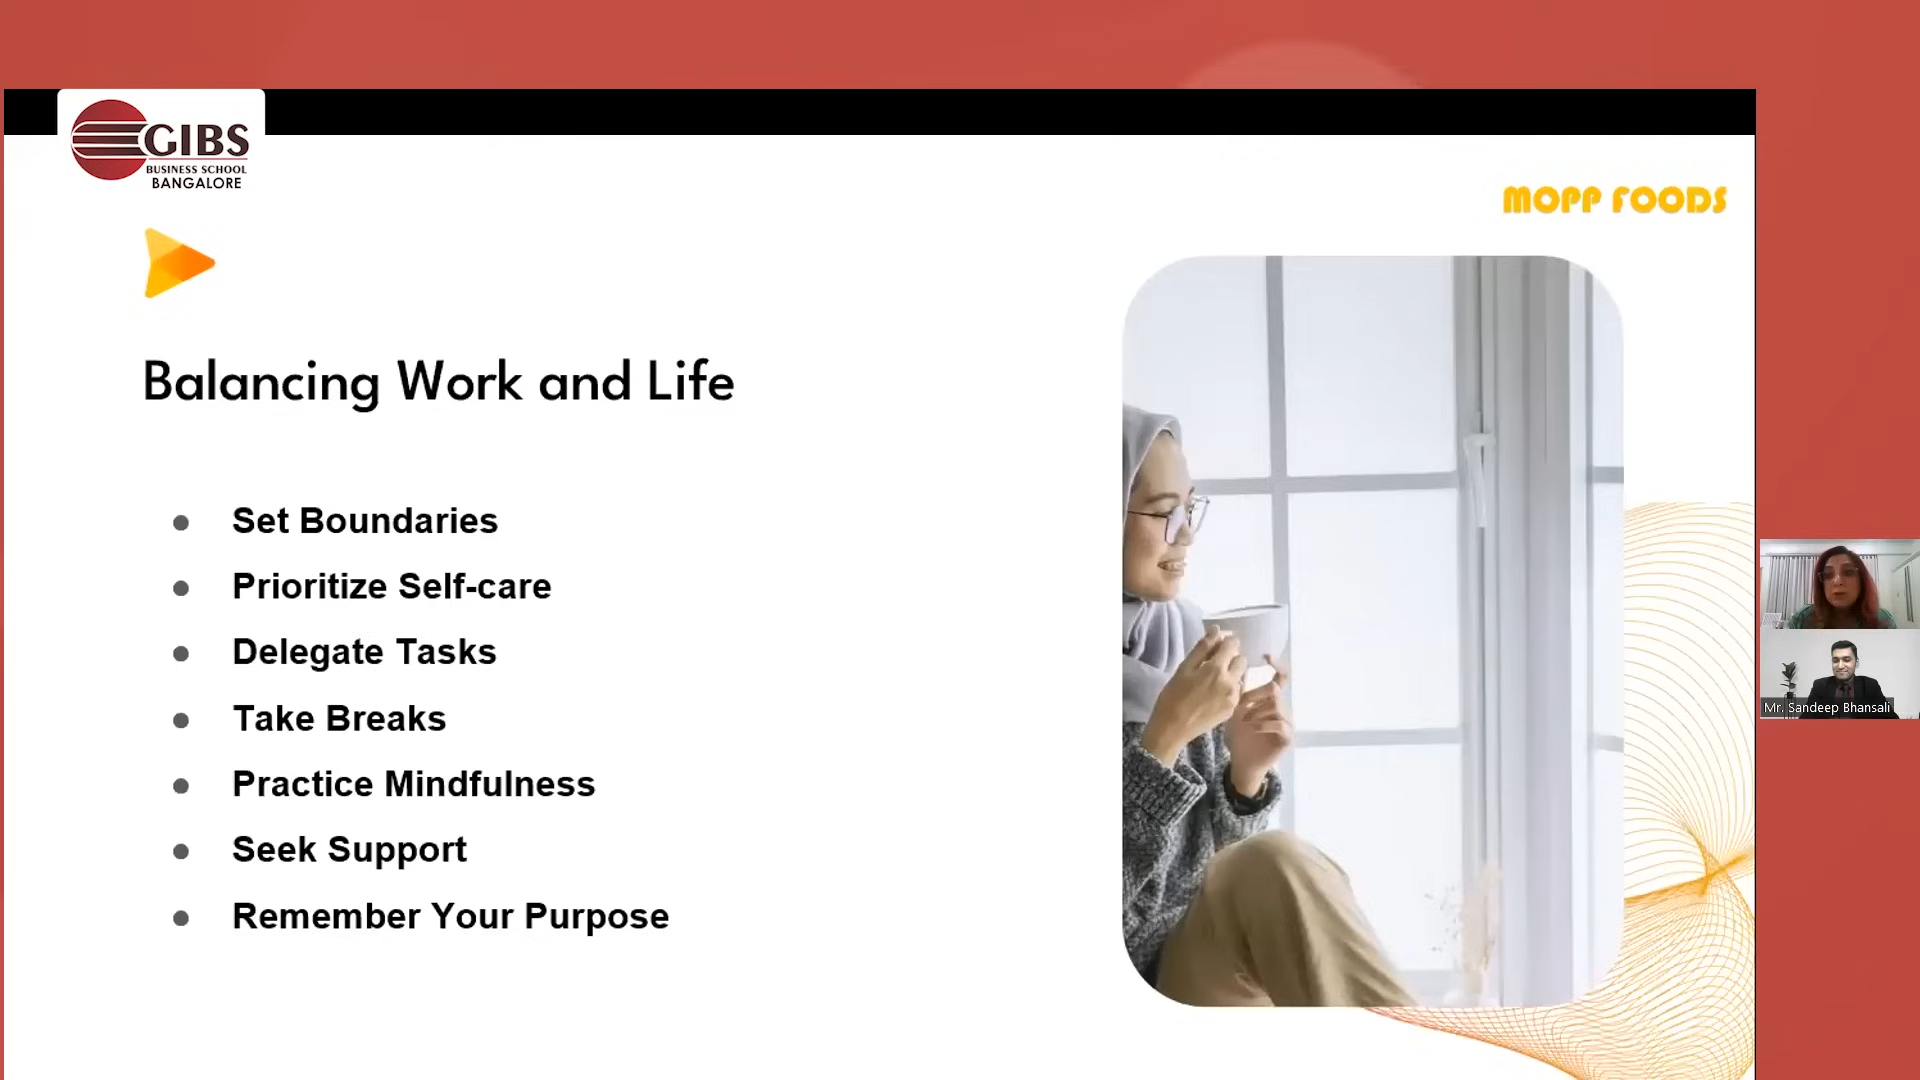 GIBS
BUSINESS SCHOOL
BANGALORE
MOPP FOODS
Balancing Work and Life
Set Boundaries
Prioritize Self-care
Delegate Tasks
Take Breaks
Practice Mindfulness
Seek Support
Remember Your Purpose
Mr. Sandeep Bhansali